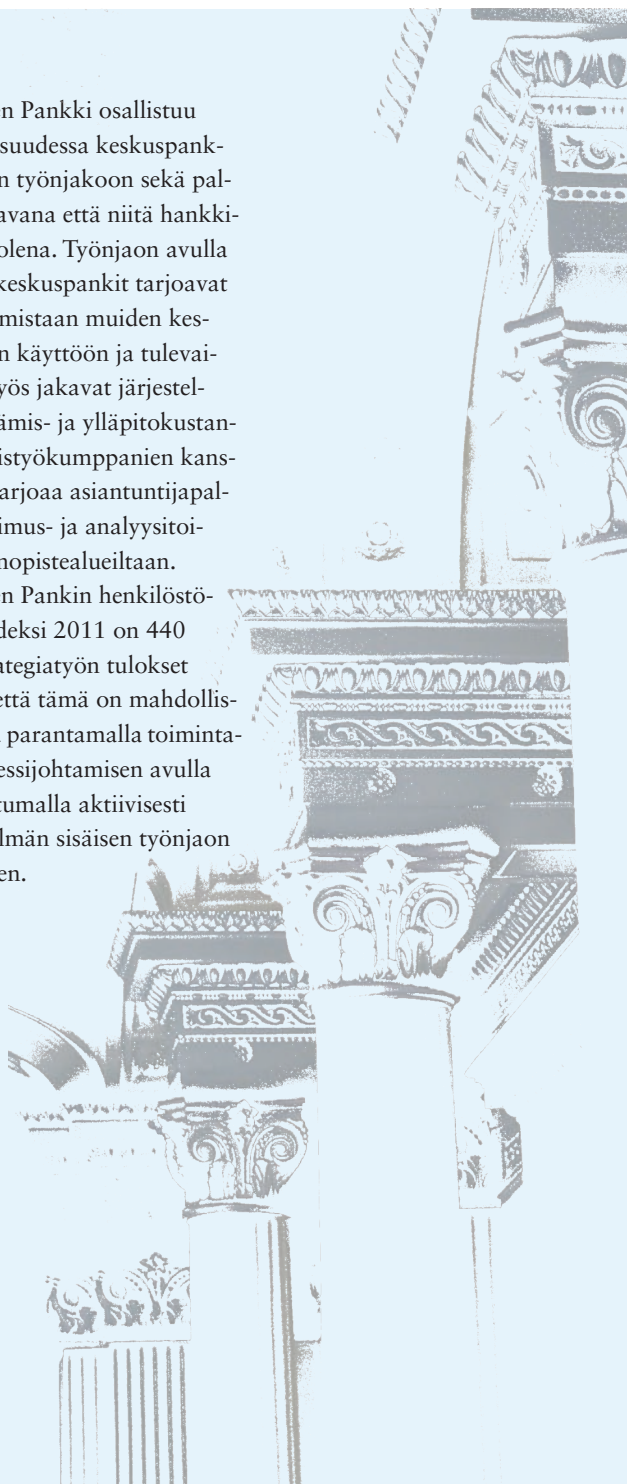 en Pankki osallistuu
suudessa keskuspank-
n työnjakoon sekä pal-
avana että niitä hankki-
olena. Työnjaon avulla
keskuspankit tarjoavat
mistaan muiden kes-
n käyttöön ja tulevai-
yös jakavat järjestel-
ämis- ja ylläpitokustan-
istyökumppanien kans-
arjoaa asiantuntijapal-
imus- ja analyysitoi-
nopistealueiltaan.
en Pankin henkilöstö-
deksi 2011 on 440
ategiatyön tulokset
että tämä on mahdollis-
parantamalla toiminta-
essijohtamisen avulla
tumalla aktiivisesti
lmän sisäisen työnjaon
en.